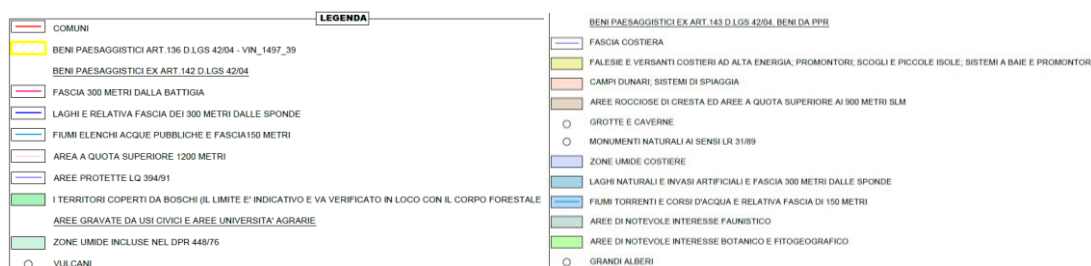 LEGENDA
COMUNI
BENI PAESAGGISTICI ART.136 D.LGS 42/04 - VIN_1497_39
BENI PAESAGGISTICI EX ART.142 D.LGS 42/04
FASCIA 300 METRI DALLA BATTIGIA
LAGHI E RELATIVA FASCIA DEI 300 METRI DALLE SPONDE
FIUMI ELENCHI ACQUE PUBBLICHE E FASCIA150 METRI
AREA A QUOTA SUPERIORE 1200 METRI
AREE PROTETTE LQ 394/91
I TERRITORI COPERTI DA BOSCHI (IL LIMITE E' INDICATIVO E VA VERIFICATO IN LOCO CON IL CORPO FORESTALE
AREE GRAVATE DA USI CIVICI E AREE UNIVERSITA' AGRARIE
ZONE UMIDE INCLUSE NEL DPR 448/76
VULCANI
BENI PAESAGGISTICI EX ART.143 D.LGS 42/04. BENI DA PPR
FASCIA COSTIERA
FALESIE E VERSANTI COSTIERI AD ALTA ENERGIA; PROMONTORI; SCOGLI E PICCOLE ISOLE; SISTEMI A BAIE E PROMONTOR
CAMPI DUNARI; SISTEMI DI SPIAGGIA
AREE ROCCIOSE DI CRESTA ED AREE A QUOTA SUPERIORE AI 900 METRI SLM
GROTTE E CAVERNE
MONUMENTI NATURALI AI SENSI LR 31/89
ZONE UMIDE COSTIERE
LAGHI NATURALI E INVASI ARTIFICIALI E FASCIA 300 METRI DALLE SPONDE
FIUMI TORRENTI E CORSI D'ACQUA E RELATIVA FASCIA DI 150 METRI
AREE DI NOTEVOLE INTERESSE FAUNISTICO
AREE DI NOTEVOLE INTERESSE BOTANICO E FITOGEOGRAFICO
GRANDI ALBERI